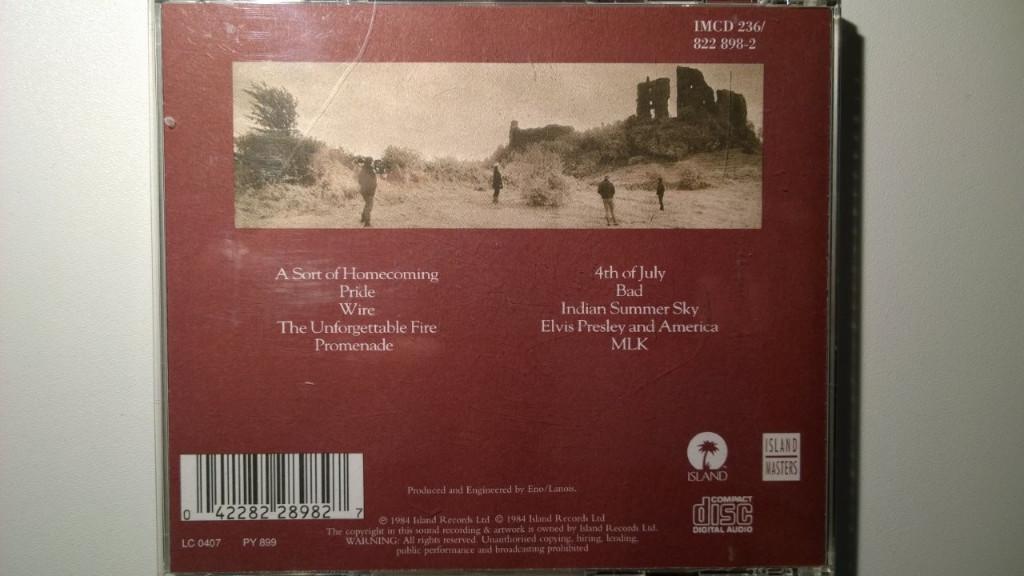 IMCD 236/
822 898-2
A Sort of Homecoming
Pride
Wire
The Unforgettable Fire
Promenade
4th of July
Bad
Indian Summer Sky
Elvis Presley and America
MLK
ISLAND
ISLAND
MASTERS
COMPACT
disc
DIGITAL AUDIO
0 42282 28982 7
LC 0407 PY 899
Produced and Engineered by Eno/Lanois.
℗ 1984 Island Records Ltd © 1984 Island Records Ltd
The copyright in this sound recording & artwork is owned by Island Records Ltd.
WARNING: All rights reserved. Unauthorised copying, hiring, lending,
public performance and broadcasting prohibited